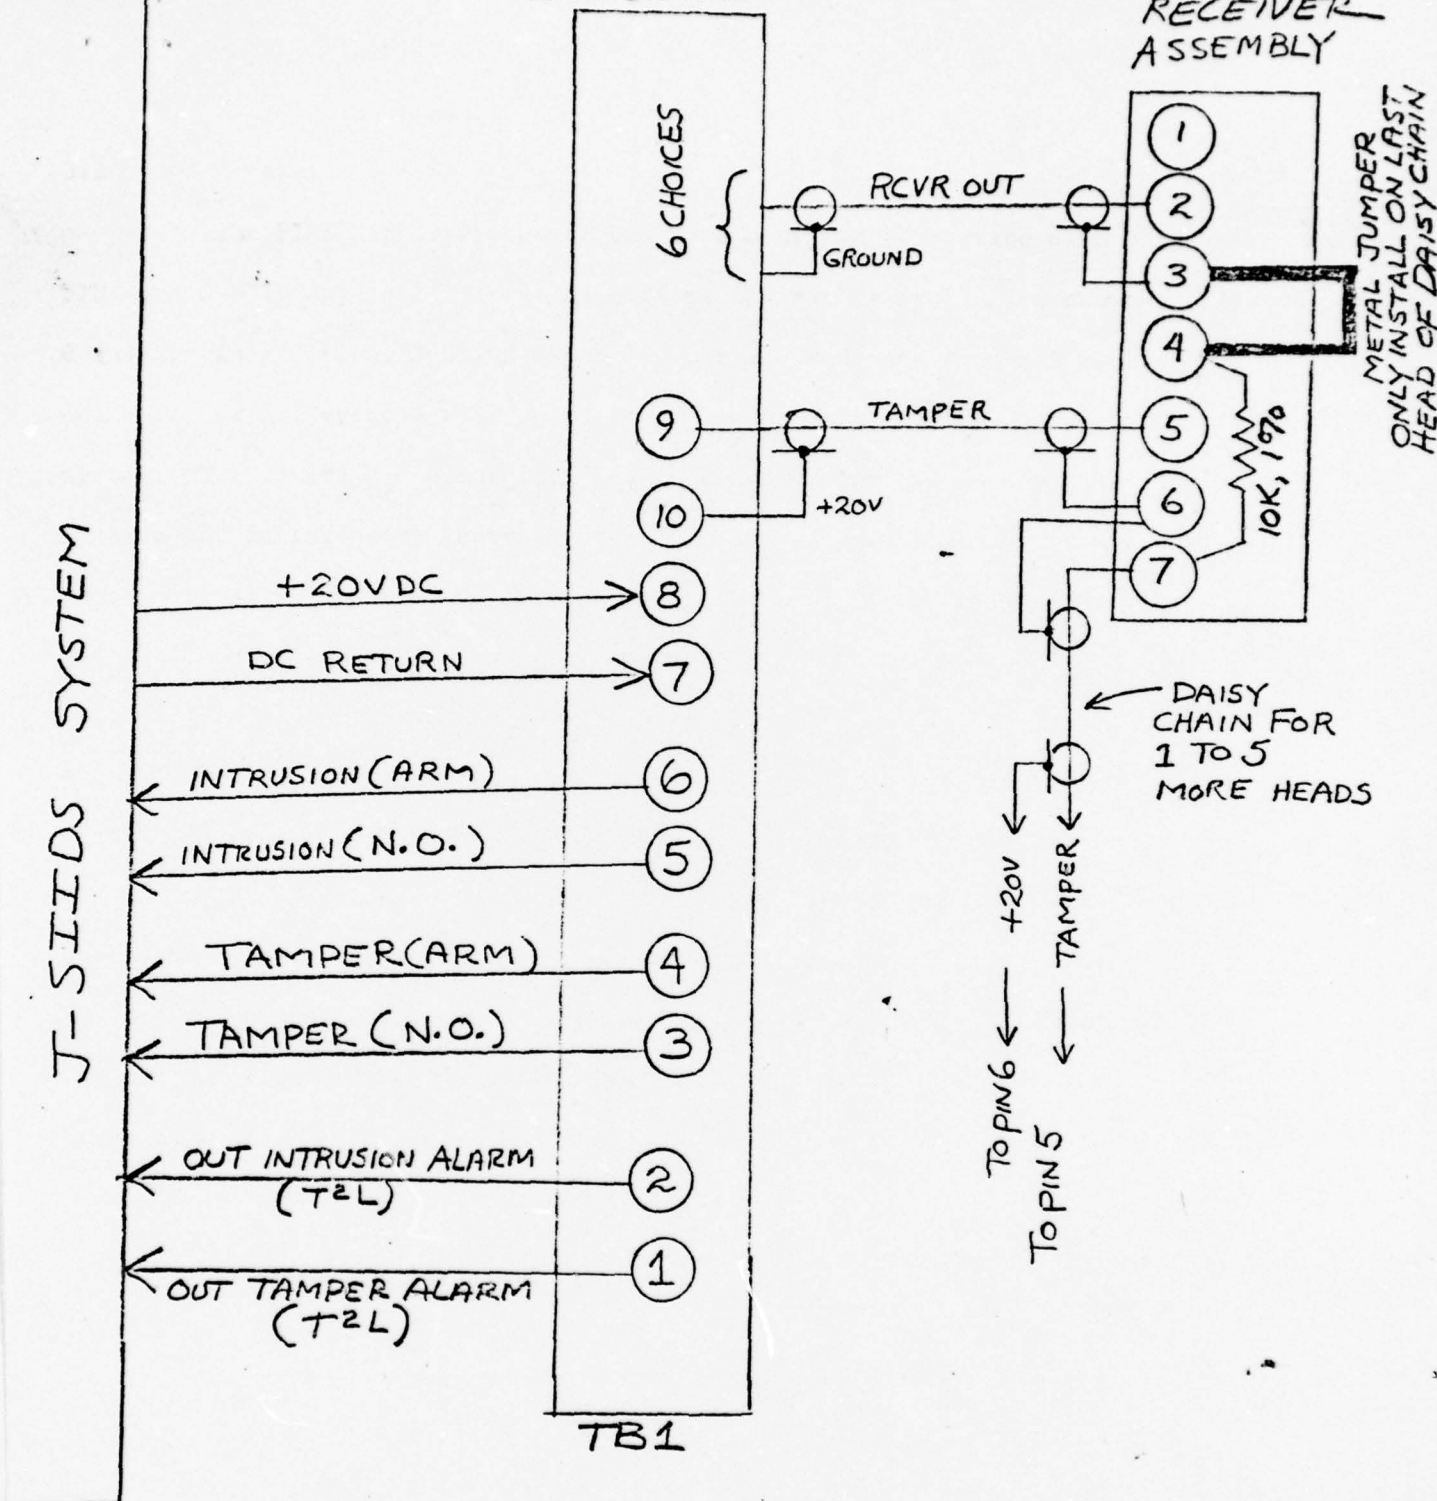 RECEIVER
ASSEMBLY
6 CHOICES
RCVR OUT
GROUND
1
2
3
4
5
6
7
METAL JUMPER
ONLY INSTALL ON LAST
HEAD OF DAISY CHAIN
10K, 1%
9
TAMPER
10
+20V
J-SIIDS SYSTEM
+20VDC
8
DC RETURN
7
INTRUSION (ARM)
6
INTRUSION (N.O.)
5
TAMPER (ARM)
4
TAMPER (N.O.)
3
OUT INTRUSION ALARM
(T²L)
2
OUT TAMPER ALARM
(T²L)
1
DAISY
CHAIN FOR
1 TO 5
MORE HEADS
TO PIN 6 ← +20V
TO PIN 5 ← TAMPER
TB1